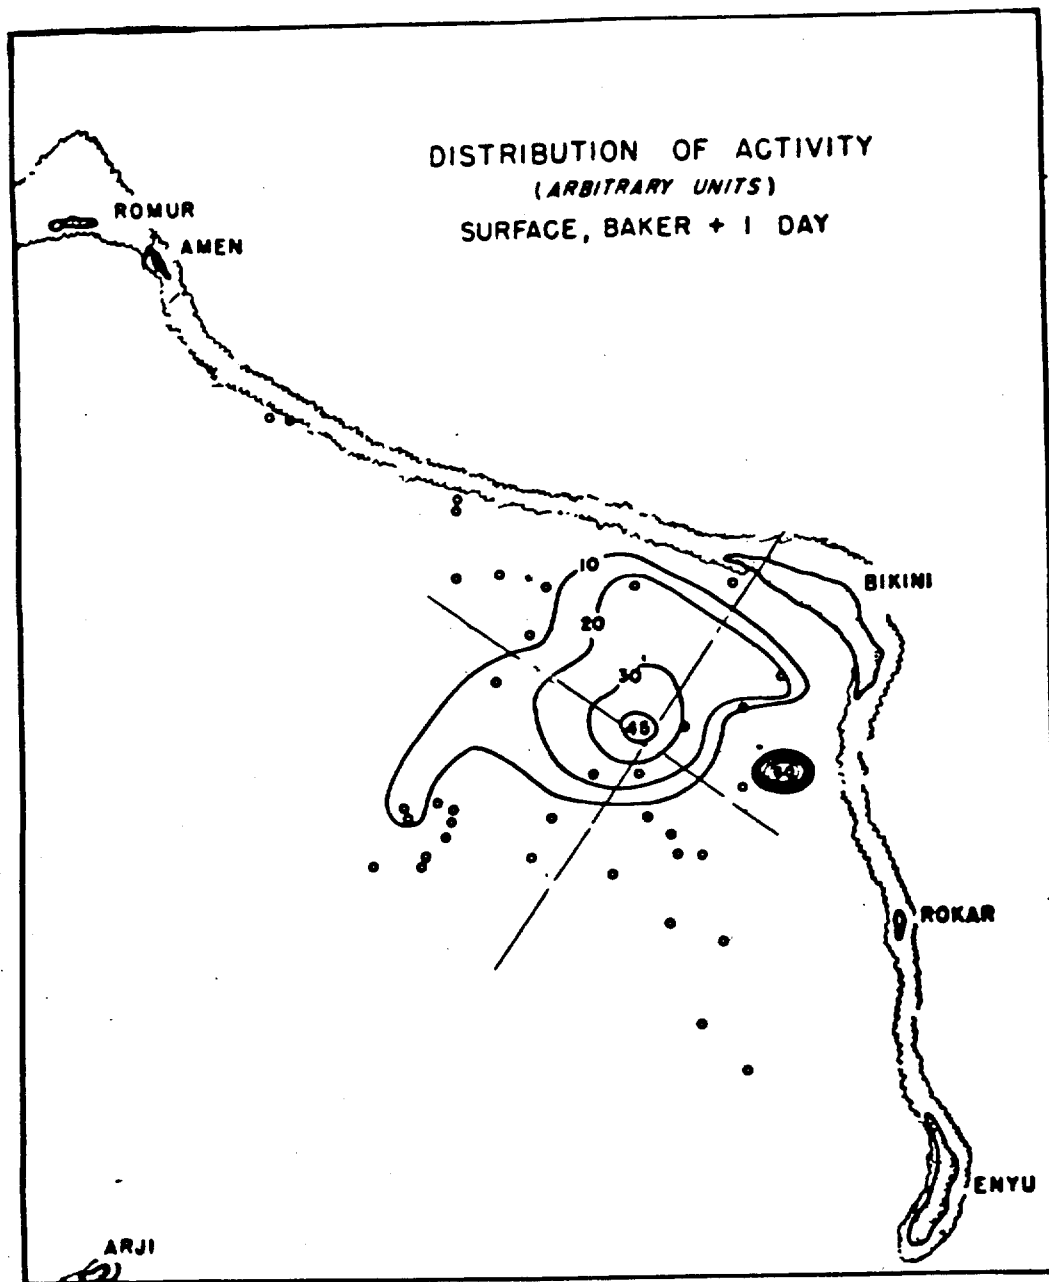 DISTRIBUTION OF ACTIVITY
(ARBITRARY UNITS)
SURFACE, BAKER + 1 DAY
ROMUR
AMEN
10
BIKINI
20
30
45
ROKAR
ENYU
ARJI